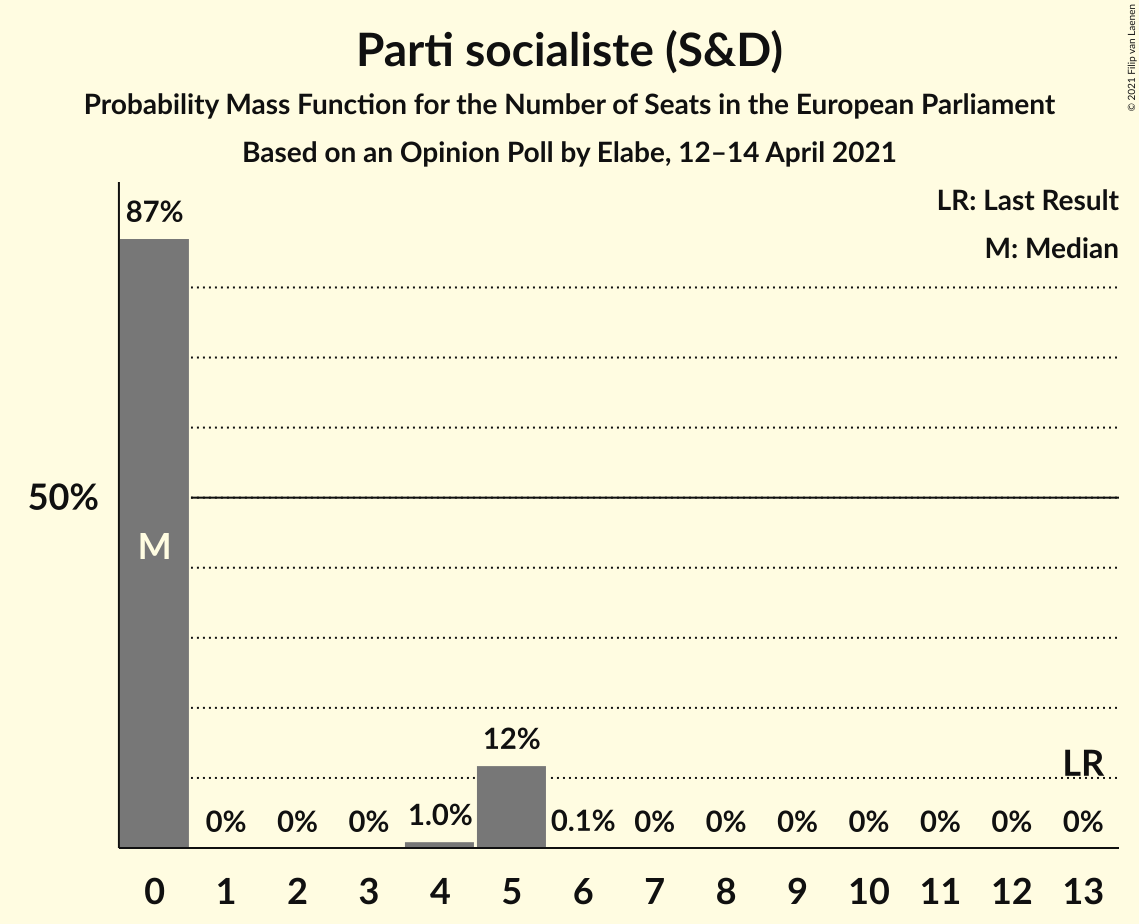 Parti socialiste (S&D)
Probability Mass Function for the Number of Seats in the European Parliament
Based on an Opinion Poll by Elabe, 12–14 April 2021
© 2021 Filip van Laenen
LR: Last Result
M: Median
87%
50%
M
12%
LR
0% 0% 0% 1.0% 0.1% 0% 0% 0% 0% 0% 0% 0%
0 1 2 3 4 5 6 7 8 9 10 11 12 13